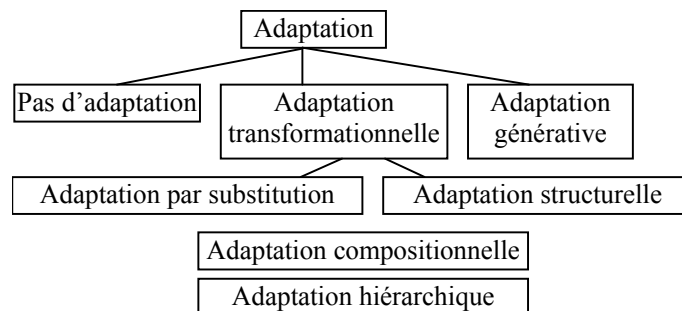 Adaptation
Pas d’adaptation
Adaptation
transformationnelle
Adaptation
générative
Adaptation par substitution
Adaptation structurelle
Adaptation compositionnelle
Adaptation hiérarchique